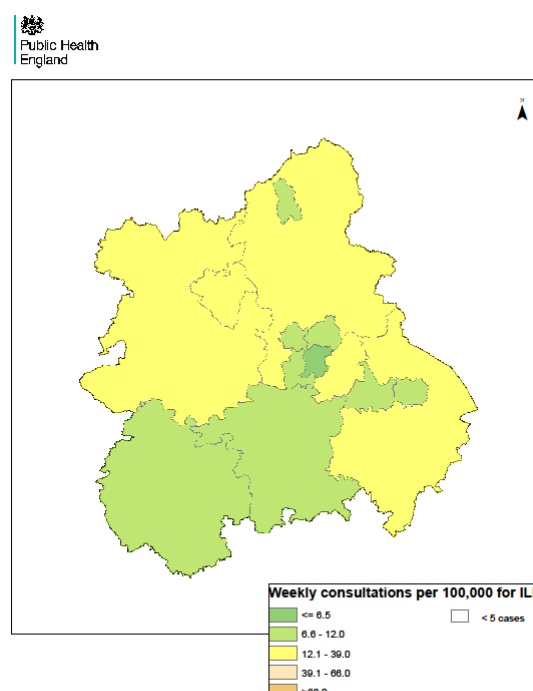 Public Health
England
N
Weekly consultations per 100,000 for IL
<= 6.5
< 5 cases
6.6 - 12.0
12.1 - 39.0
39.1 - 66.0